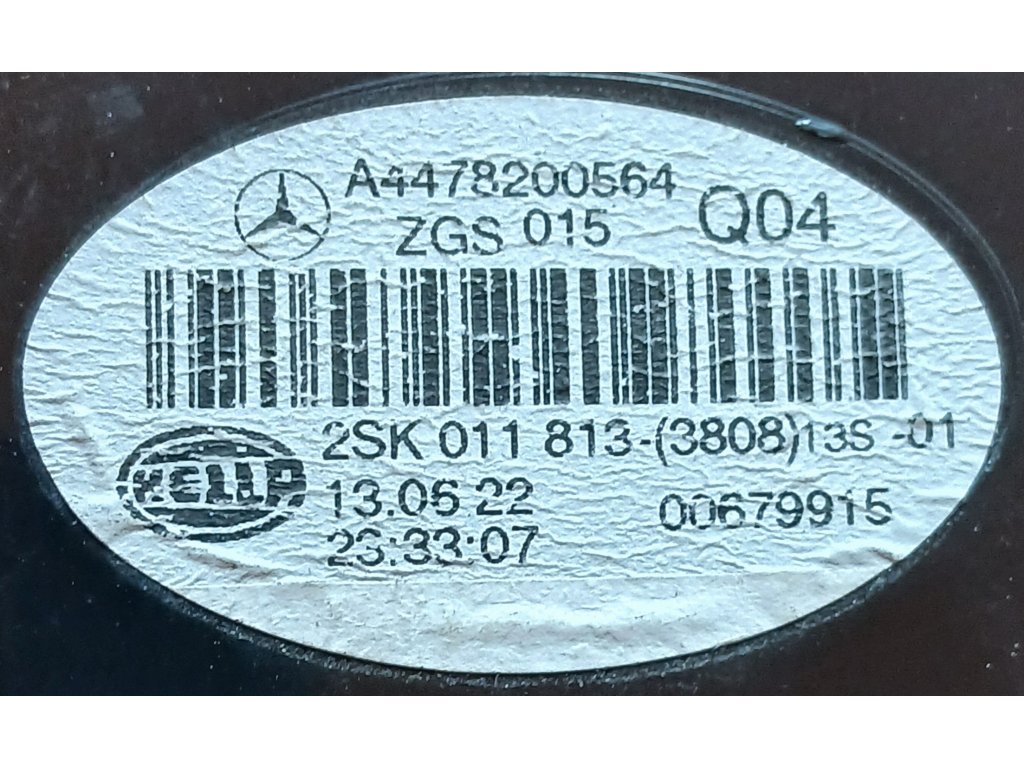 A4478200564
ZGS 015 Q04
2SK 011 813-(3808)13S -01
HELLA
13.06.22 00679915
23:33:07